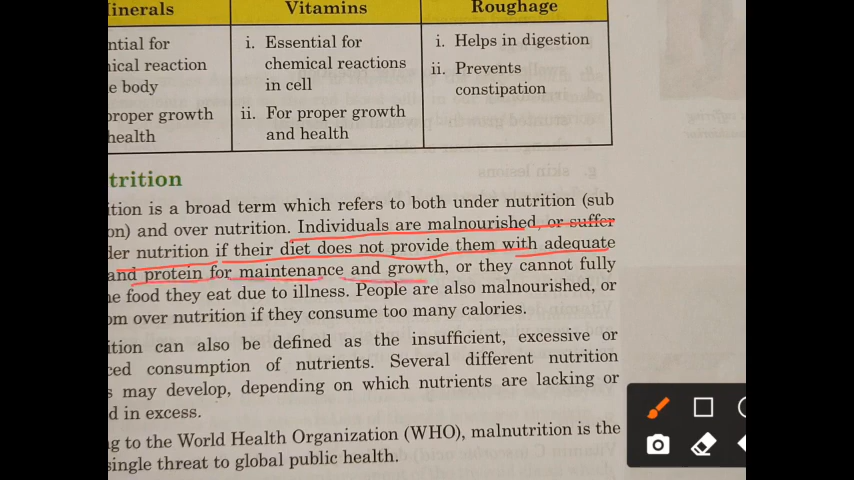 inerals Vitamins Roughage
ntial for
ical reaction
e body
proper growth
health
i. Essential for
chemical reactions
in cell
ii. For proper growth
and health
i. Helps in digestion
ii. Prevents
constipation
trition
ition is a broad term which refers to both under nutrition (sub
on) and over nutrition. Individuals are malnourished, or suffer
der nutrition if their diet does not provide them with adequate
and protein for maintenance and growth, or they cannot fully
e food they eat due to illness. People are also malnourished, or
om over nutrition if they consume too many calories.
ition can also be defined as the insufficient, excessive or
ced consumption of nutrients. Several different nutrition
s may develop, depending on which nutrients are lacking or
d in excess.
g to the World Health Organization (WHO), malnutrition is the
single threat to global public health.